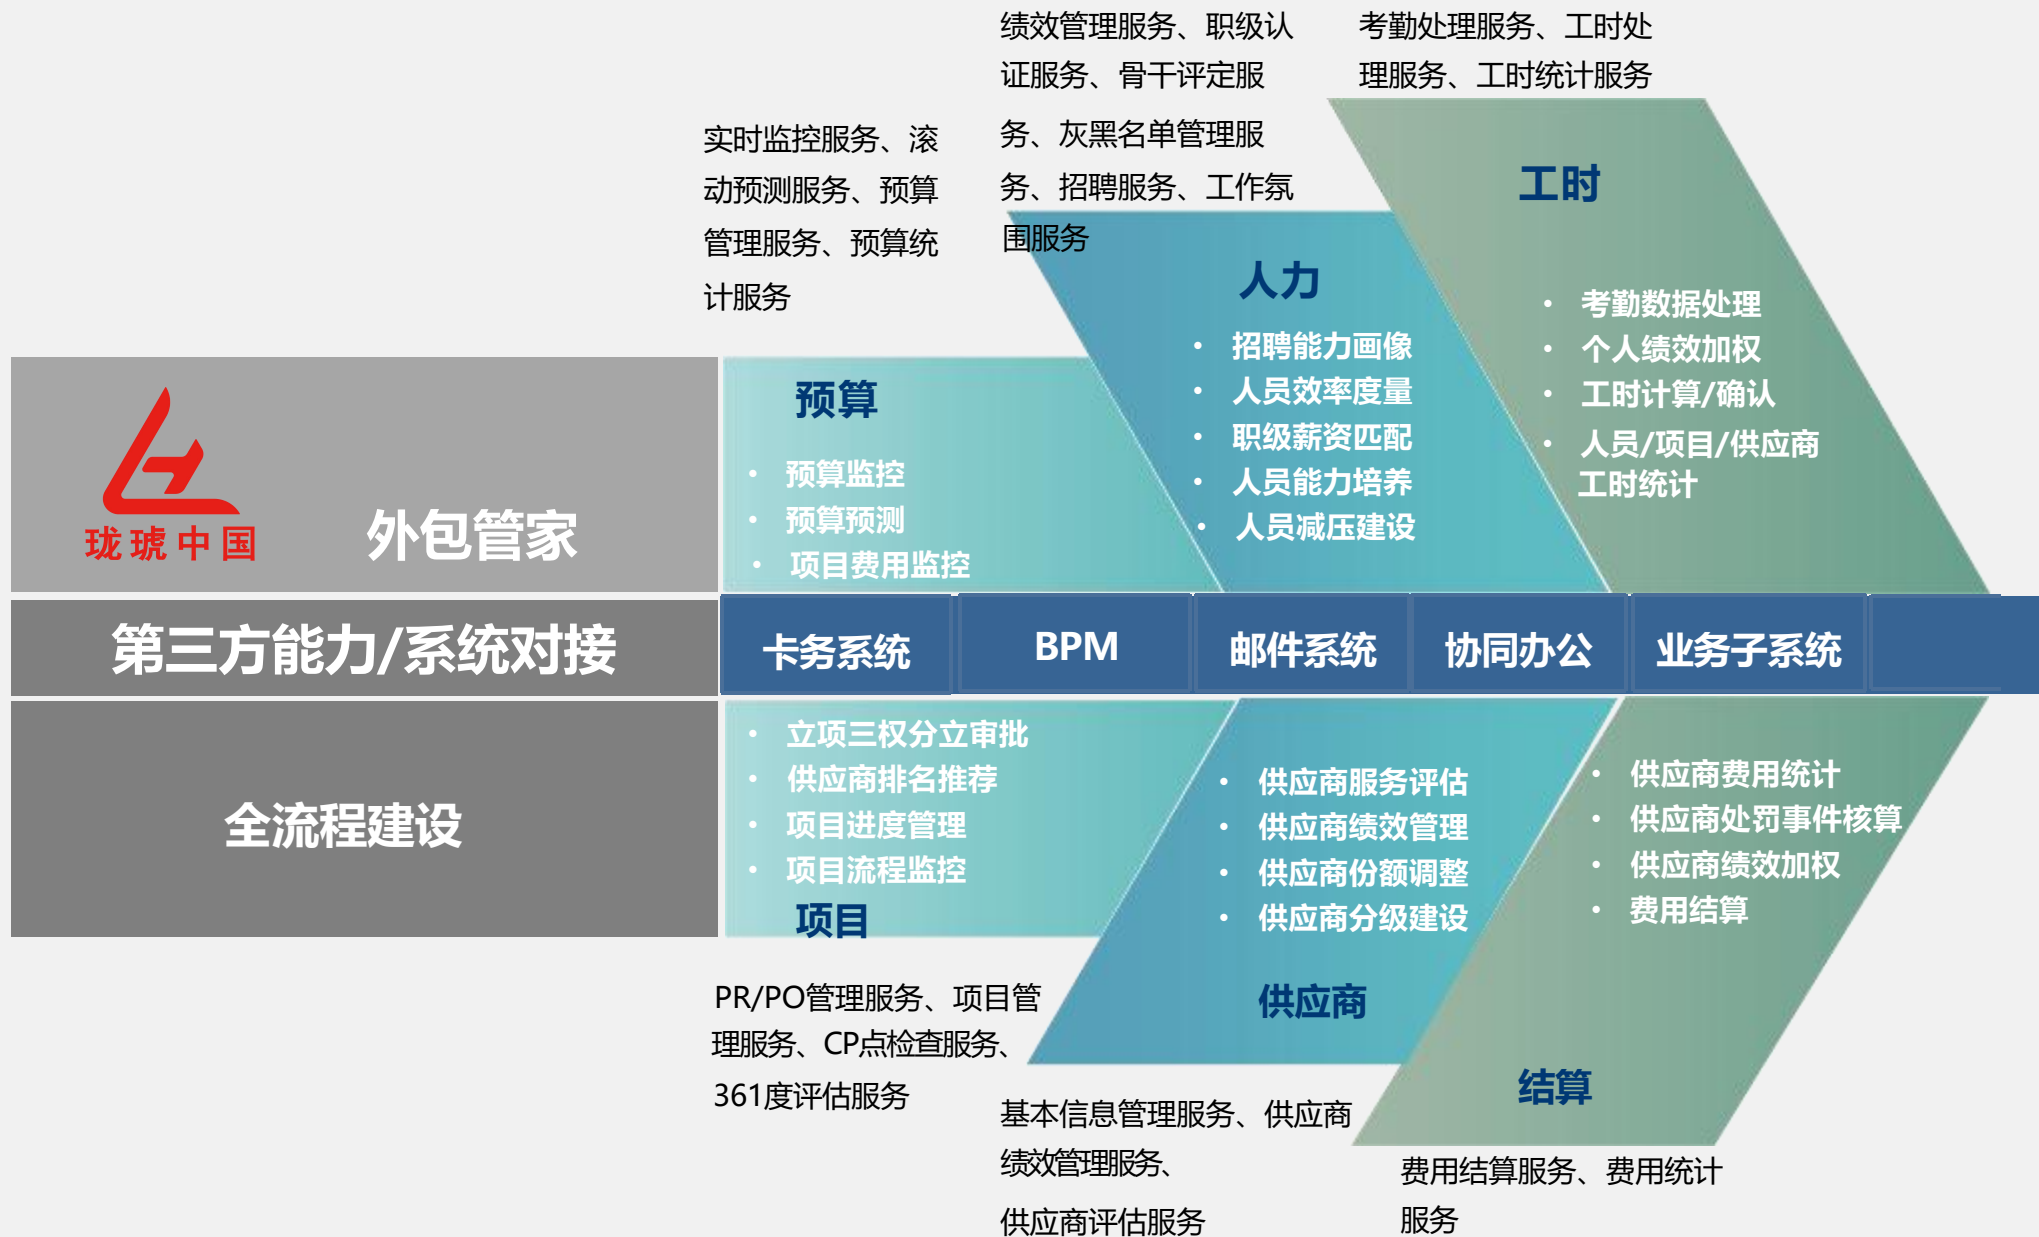 绩效管理服务、职级认
证服务、骨干评定服
务、灰黑名单管理服
务、招聘服务、工作氛
围服务
考勤处理服务、工时处
理服务、工时统计服务
实时监控服务、滚
动预测服务、预算
管理服务、预算统
计服务
工时
• 考勤数据处理
• 个人绩效加权
• 工时计算/确认
• 人员/项目/供应商
工时统计
人力
• 招聘能力画像
• 人员效率度量
• 职级薪资匹配
• 人员能力培养
• 人员减压建设
预算
• 预算监控
• 预算预测
• 项目费用监控
珑琥中国
外包管家
第三方能力/系统对接
卡务系统
BPM
邮件系统
协同办公
业务子系统
全流程建设
• 立项三权分立审批
• 供应商排名推荐
• 项目进度管理
• 项目流程监控
项目
• 供应商服务评估
• 供应商绩效管理
• 供应商份额调整
• 供应商分级建设
供应商
• 供应商费用统计
• 供应商处罚事件核算
• 供应商绩效加权
• 费用结算
结算
PR/PO管理服务、项目管
理服务、CP点检查服务、
361度评估服务
基本信息管理服务、供应商
绩效管理服务、
供应商评估服务
费用结算服务、费用统计
服务